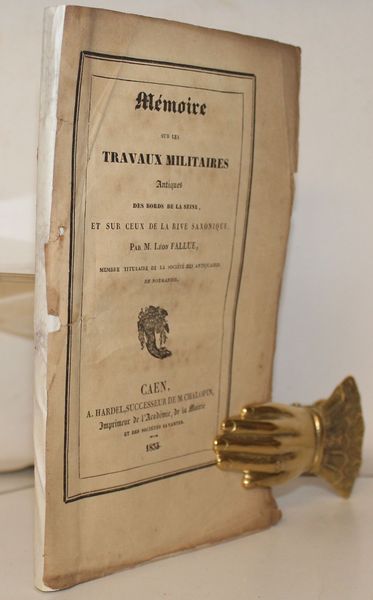 Mémoire
SUR LES
TRAVAUX MILITAIRES
Antiques
DES BORDS DE LA SEINE,
ET SUR CEUX DE LA RIVE SAXONIQUE.
PAR M. LÉON FALLUE,
MEMBRE TITULAIRE DE LA SOCIÉTÉ DES ANTIQUAIRES
DE NORMANDIE.
CAEN,
A. HARDEL, SUCCESSEUR DE M. CHALOPIN,
Imprimeur de l'Académie, de la Mairie
ET DES SOCIÉTÉS SAVANTES.
1835